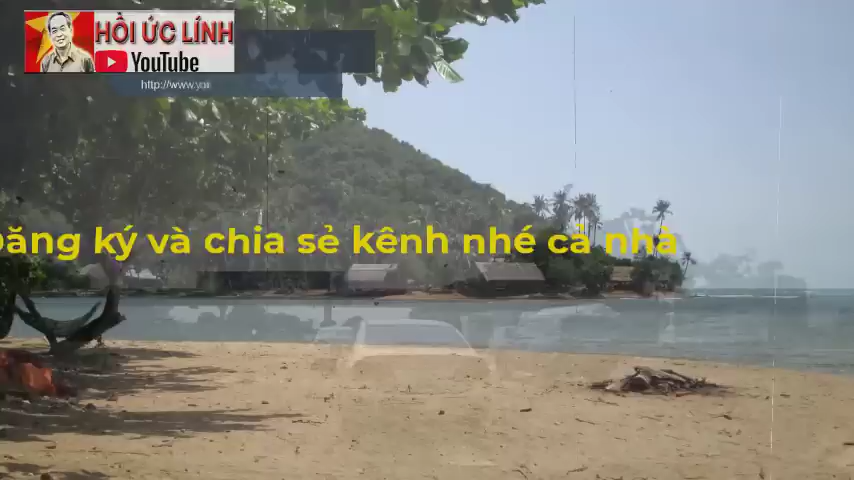 HỒI ỨC LÍNH
YouTube
http://www.yo
Đăng ký và chia sẻ kênh nhé cả nhà